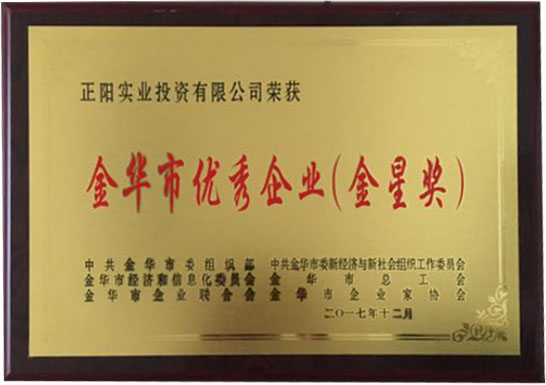 正阳实业投资有限公司荣获
金华市优秀企业(金星奖)
中共金华市委组织部 中共金华市委新经济与新社会组织工作委员会
金华市经济和信息化委员会 金华市总工会
金华市企业联合会 金华市企业家协会
二〇一七年十二月